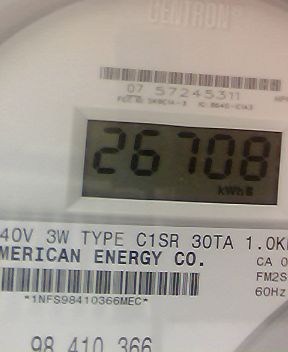 CENTRON
07 57245311
26708
kWh B
40V 3W TYPE C1SR 30TA 1.0K
MERICAN ENERGY CO.
CA 0
FM2S
60Hz
*1NFS98410366MEC*
98 410 366